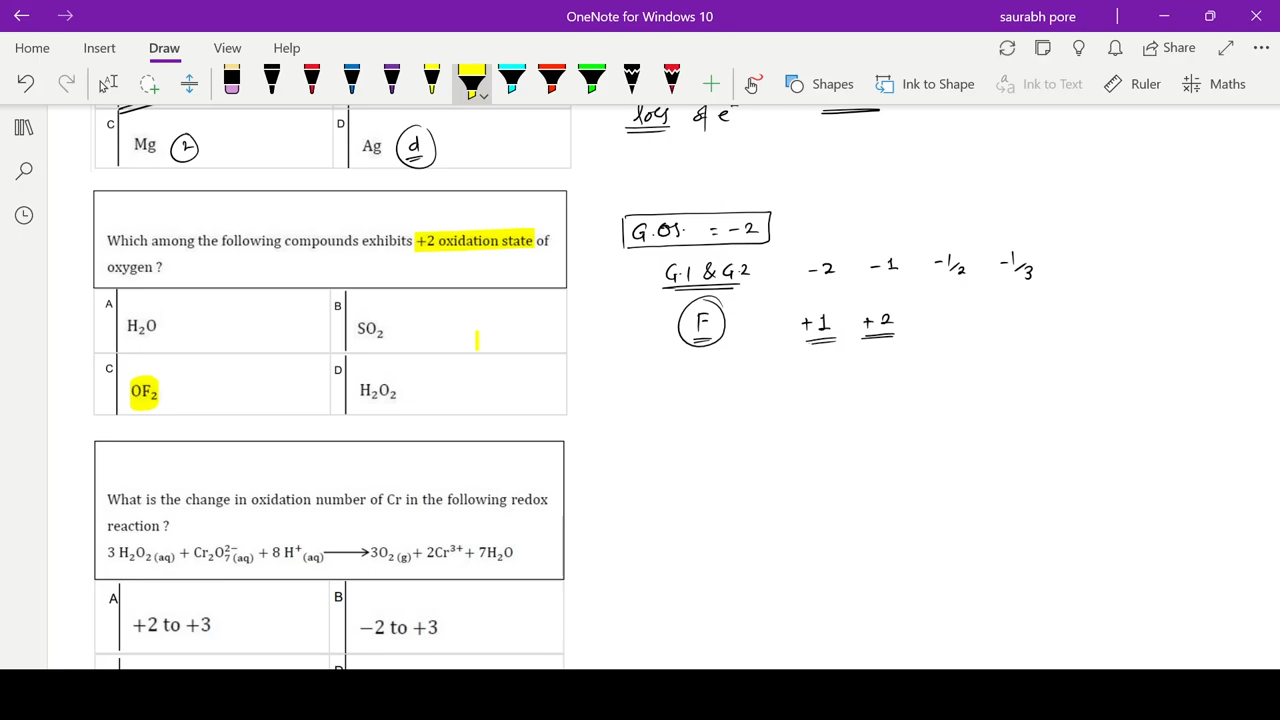 OneNote for Windows 10
saurabh pore
Home Insert Draw View Help
Share
Shapes
Ink to Shape
Ink to Text
Ruler
Maths
C
Mg 2
D
Ag d
loss of e⁻
Which among the following compounds exhibits +2 oxidation state of
oxygen ?
A
H₂O
B
SO₂
C
OF₂
D
H₂O₂
G.OS. = -2
G.1 & G.2 -2 -1 -1/2 -1/3
F +1 +2
What is the change in oxidation number of Cr in the following redox
reaction ?
3 H₂O₂ (aq) + Cr₂O₇²⁻ (aq) + 8 H⁺ (aq) ⟶ 3O₂ (g) + 2Cr³⁺ + 7H₂O
A
+2 to +3
B
−2 to +3
D